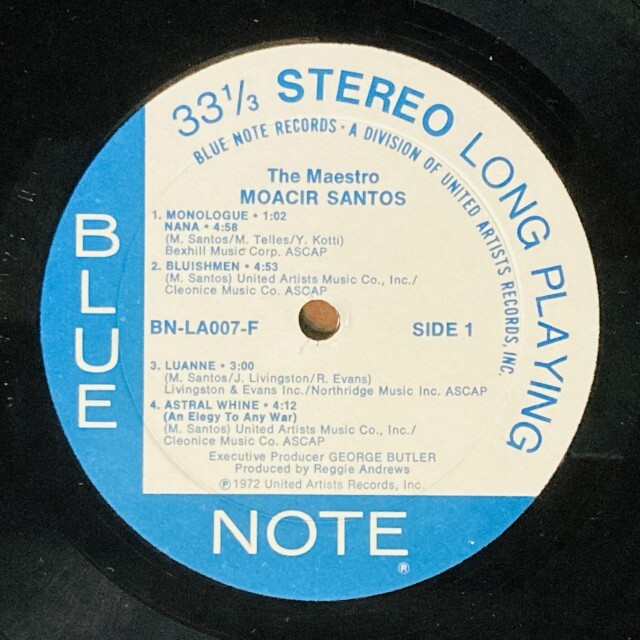 33⅓ STEREO LONG PLAYING
BLUE NOTE RECORDS • A DIVISION OF UNITED ARTISTS RECORDS, INC.
The Maestro
MOACIR SANTOS
1. MONOLOGUE • 1:02
NANA • 4:56
(M. Santos/M. Telles/Y. Kotti)
Bexhill Music Corp. ASCAP
2. BLUISHMEN • 4:53
(M. Santos) United Artists Music Co., Inc./
Cleonice Music Co. ASCAP
BN-LA007-F
SIDE 1
3. LUANNE • 3:00
(M. Santos/J. Livingston/R. Evans)
Livingston & Evans Inc./Northridge Music Inc. ASCAP
4. ASTRAL WHINE • 4:12
(An Elegy To Any War)
(M. Santos) United Artists Music Co., Inc./
Cleonice Music Co. ASCAP
Executive Producer GEORGE BUTLER
Produced by Reggie Andrews
℗1972 United Artists Records, Inc.
BLUE
NOTE
®